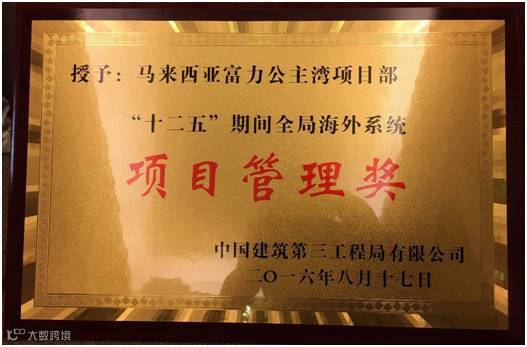 授予：马来西亚富力公主湾项目部
“十二五”期间全局海外系统
项目管理奖
中国建筑第三工程局有限公司
二〇一六年八月十七日
大数跨境